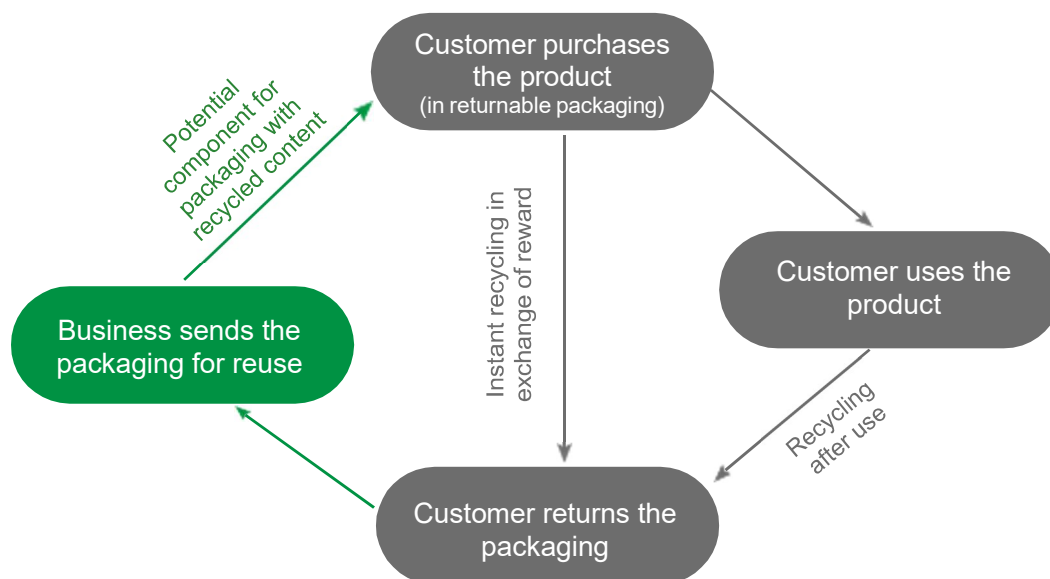 Customer purchases
the product
(in returnable packaging)
Potential
component for
packaging with
recycled content
Instant recycling in
exchange of reward
Customer uses the
product
Business sends the
packaging for reuse
Recycling
after use
Customer returns the
packaging